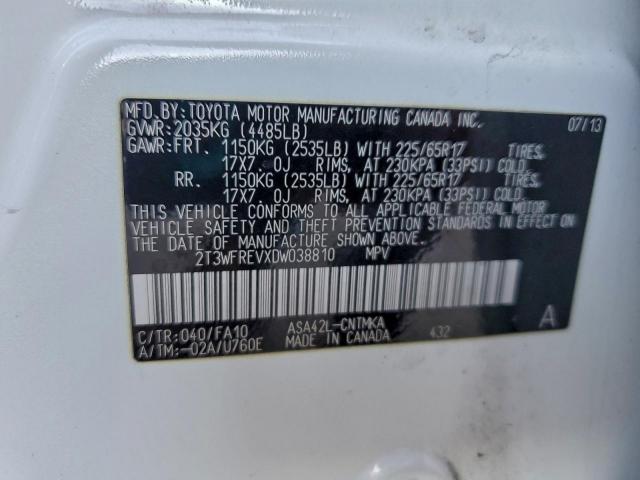 MFD.BY:TOYOTA MOTOR MANUFACTURING CANADA INC. 07/13
GVWR:2035KG (4485LB)
GAWR:FRT. 1150KG (2535LB) WITH 225/65R17 TIRES,
17X7.0J RIMS, AT 230KPA (33PSI) COLD.
RR. 1150KG (2535LB) WITH 225/65R17 TIRES,
17X7.0J RIMS, AT 230KPA (33PSI) COLD.
THIS VEHICLE CONFORMS TO ALL APPLICABLE FEDERAL MOTOR
VEHICLE SAFETY AND THEFT PREVENTION STANDARDS IN EFFECT ON
THE DATE OF MANUFACTURE SHOWN ABOVE.
2T3WFREVXDW038810 MPV
C/TR:040/FA10 ASA42L-CNTMKA 432 A
A/TM:-02A/U760E MADE IN CANADA